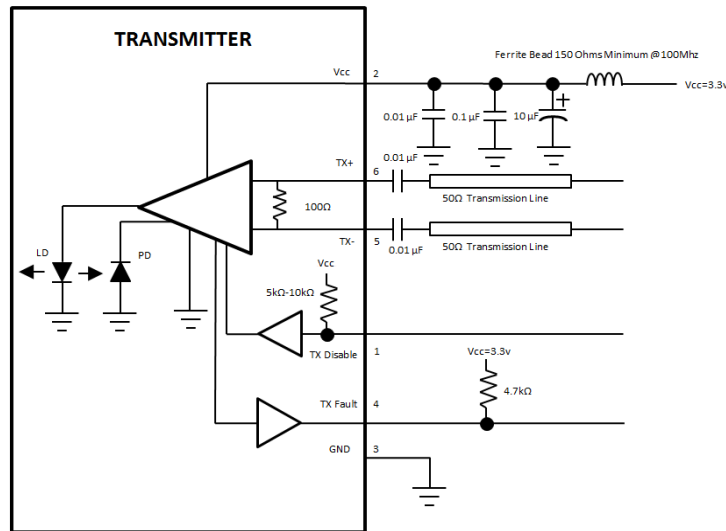 TRANSMITTER
Ferrite Bead 150 Ohms Minimum @100Mhz
Vcc
2
Vcc=3.3v
+
0.01 µF
0.1 µF
10 µF
0.01 µF
TX+
6
50Ω Transmission Line
100Ω
TX-
5
0.01 µF
50Ω Transmission Line
LD
PD
Vcc
5kΩ-10kΩ
TX Disable
1
Vcc=3.3v
4.7kΩ
TX Fault
4
GND
3